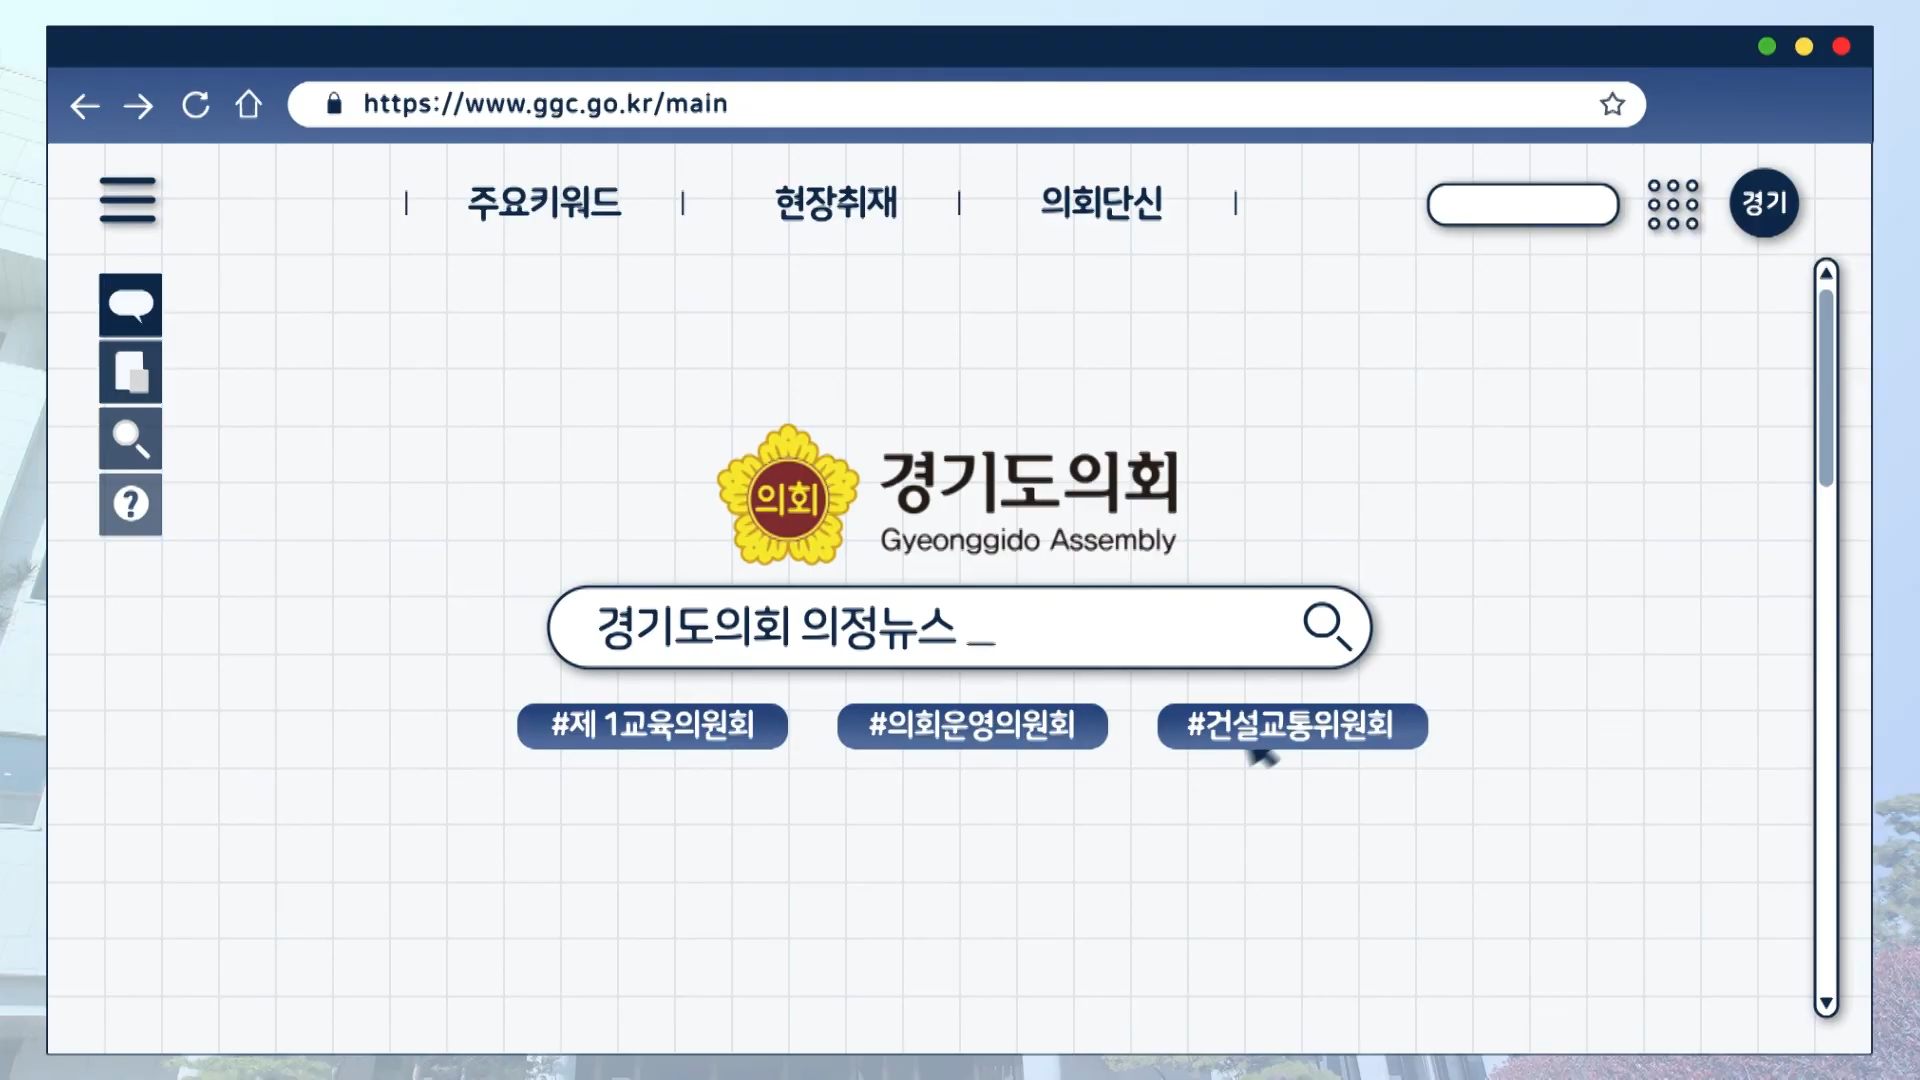 https://www.ggc.go.kr/main
주요키워드
현장취재
의회단신
경기
의회
경기도의회
Gyeonggido Assembly
경기도의회 의정뉴스 _
#제 1교육의원회
#의회운영의원회
#건설교통위원회